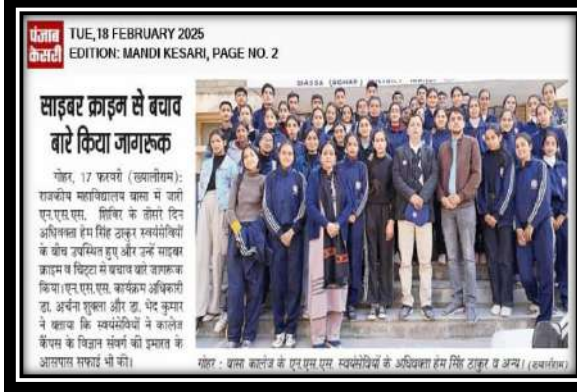 पंजाब केसरी
TUE,18 FEBRUARY 2025
EDITION: MANDI KESARI, PAGE NO. 2
साइबर क्राइम से बचाव
बारे किया जागरूक
गोहर, 17 फरवरी (ख्यालीराम):
राजकीय महाविद्यालय बासा में जारी
एन.एस.एस. शिविर के तीसरे दिन
अधिवक्ता हेम सिंह ठाकुर स्वयंसेवियों
के बीच उपस्थित हुए और उन्हें साइबर
क्राइम व चिट्टा से बचाव बारे जागरूक
किया। एन.एस.एस. कार्यक्रम अधिकारी
डा. अर्चना शुक्ला और डा. भेद कुमार
ने बताया कि स्वयंसेवियों ने कालेज
कैंपस के विज्ञान संवर्ग की इमारत के
आसपास सफाई भी की।
गोहर : बासा कालेज के एन.एस.एस. स्वयंसेवियों के अधिवक्ता हेम सिंह ठाकुर व अन्य। (ख्यालीराम)